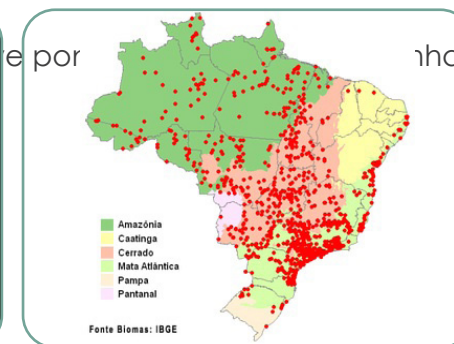 por
Amazônia
Caatinga
Cerrado
Mata Atlântica
Pampa
Pantanal
Fonte Biomas: IBGE